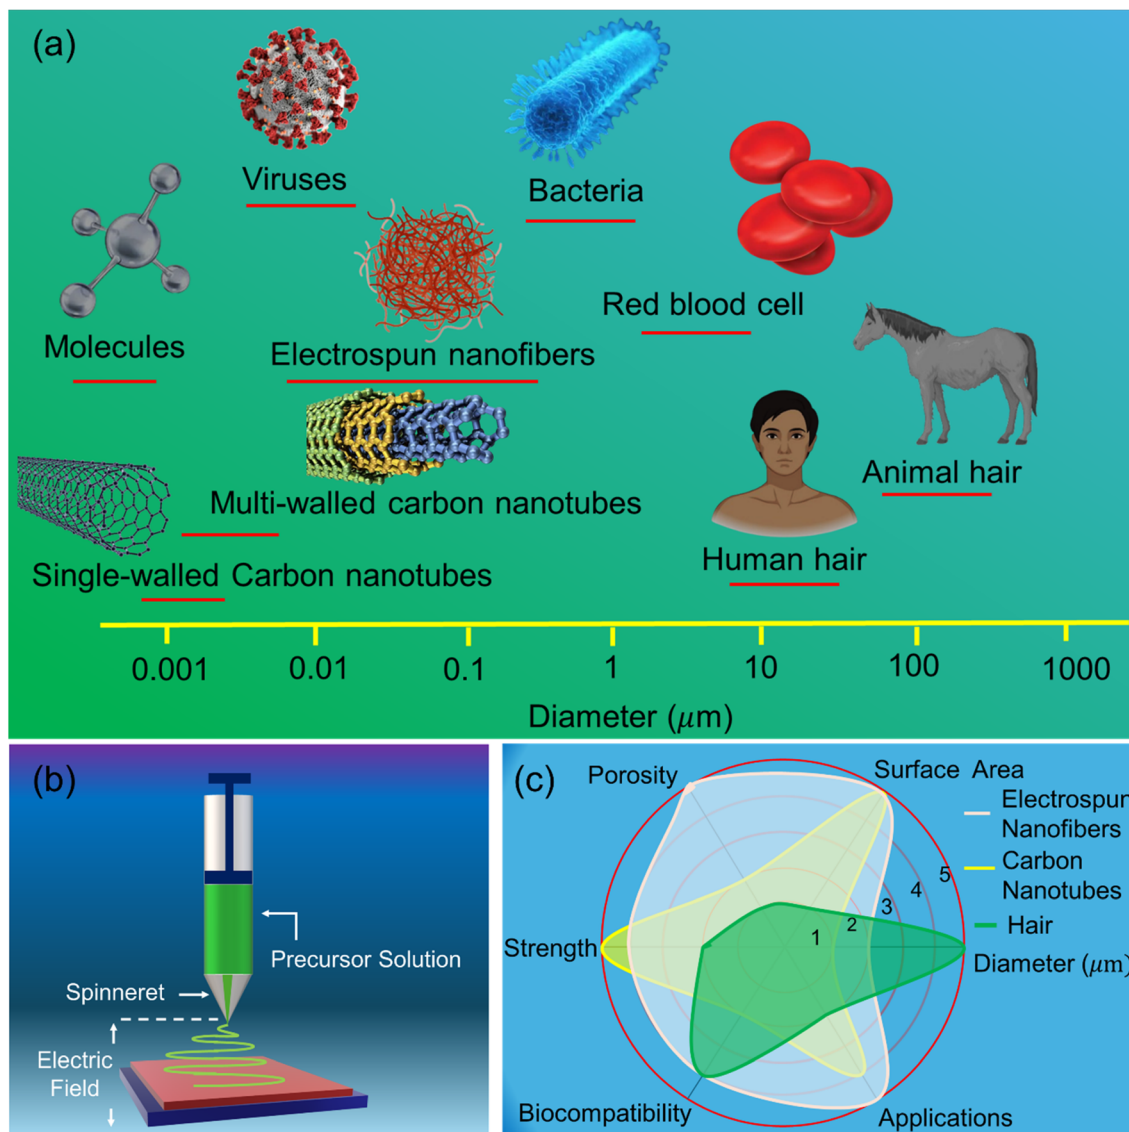 (a)
Viruses
Bacteria
Red blood cell
Molecules
Electrospun nanofibers
Animal hair
Multi-walled carbon nanotubes
Human hair
Single-walled Carbon nanotubes
0.001 0.01 0.1 1 10 100 1000
Diameter (μm)
(b)
Precursor Solution
Spinneret
Electric
Field
(c)
Porosity
Surface Area
Electrospun
Nanofibers
Carbon
Nanotubes
Hair
1 2 3 4 5
Strength
Diameter (μm)
Biocompatibility
Applications